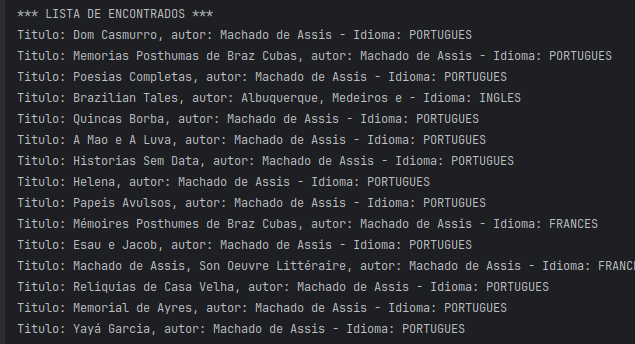 *** LISTA DE ENCONTRADOS ***
Titulo: Dom Casmurro, autor: Machado de Assis - Idioma: PORTUGUES
Titulo: Memorias Posthumas de Braz Cubas, autor: Machado de Assis - Idioma: PORTUGUES
Titulo: Poesias Completas, autor: Machado de Assis - Idioma: PORTUGUES
Titulo: Brazilian Tales, autor: Albuquerque, Medeiros e - Idioma: INGLES
Titulo: Quincas Borba, autor: Machado de Assis - Idioma: PORTUGUES
Titulo: A Mao e A Luva, autor: Machado de Assis - Idioma: PORTUGUES
Titulo: Historias Sem Data, autor: Machado de Assis - Idioma: PORTUGUES
Titulo: Helena, autor: Machado de Assis - Idioma: PORTUGUES
Titulo: Papeis Avulsos, autor: Machado de Assis - Idioma: PORTUGUES
Titulo: Mémoires Posthumes de Braz Cubas, autor: Machado de Assis - Idioma: FRANCES
Titulo: Esau e Jacob, autor: Machado de Assis - Idioma: PORTUGUES
Titulo: Machado de Assis, Son Oeuvre Littéraire, autor: Machado de Assis - Idioma: FRANC
Titulo: Reliquias de Casa Velha, autor: Machado de Assis - Idioma: PORTUGUES
Titulo: Memorial de Ayres, autor: Machado de Assis - Idioma: PORTUGUES
Titulo: Yayá Garcia, autor: Machado de Assis - Idioma: PORTUGUES